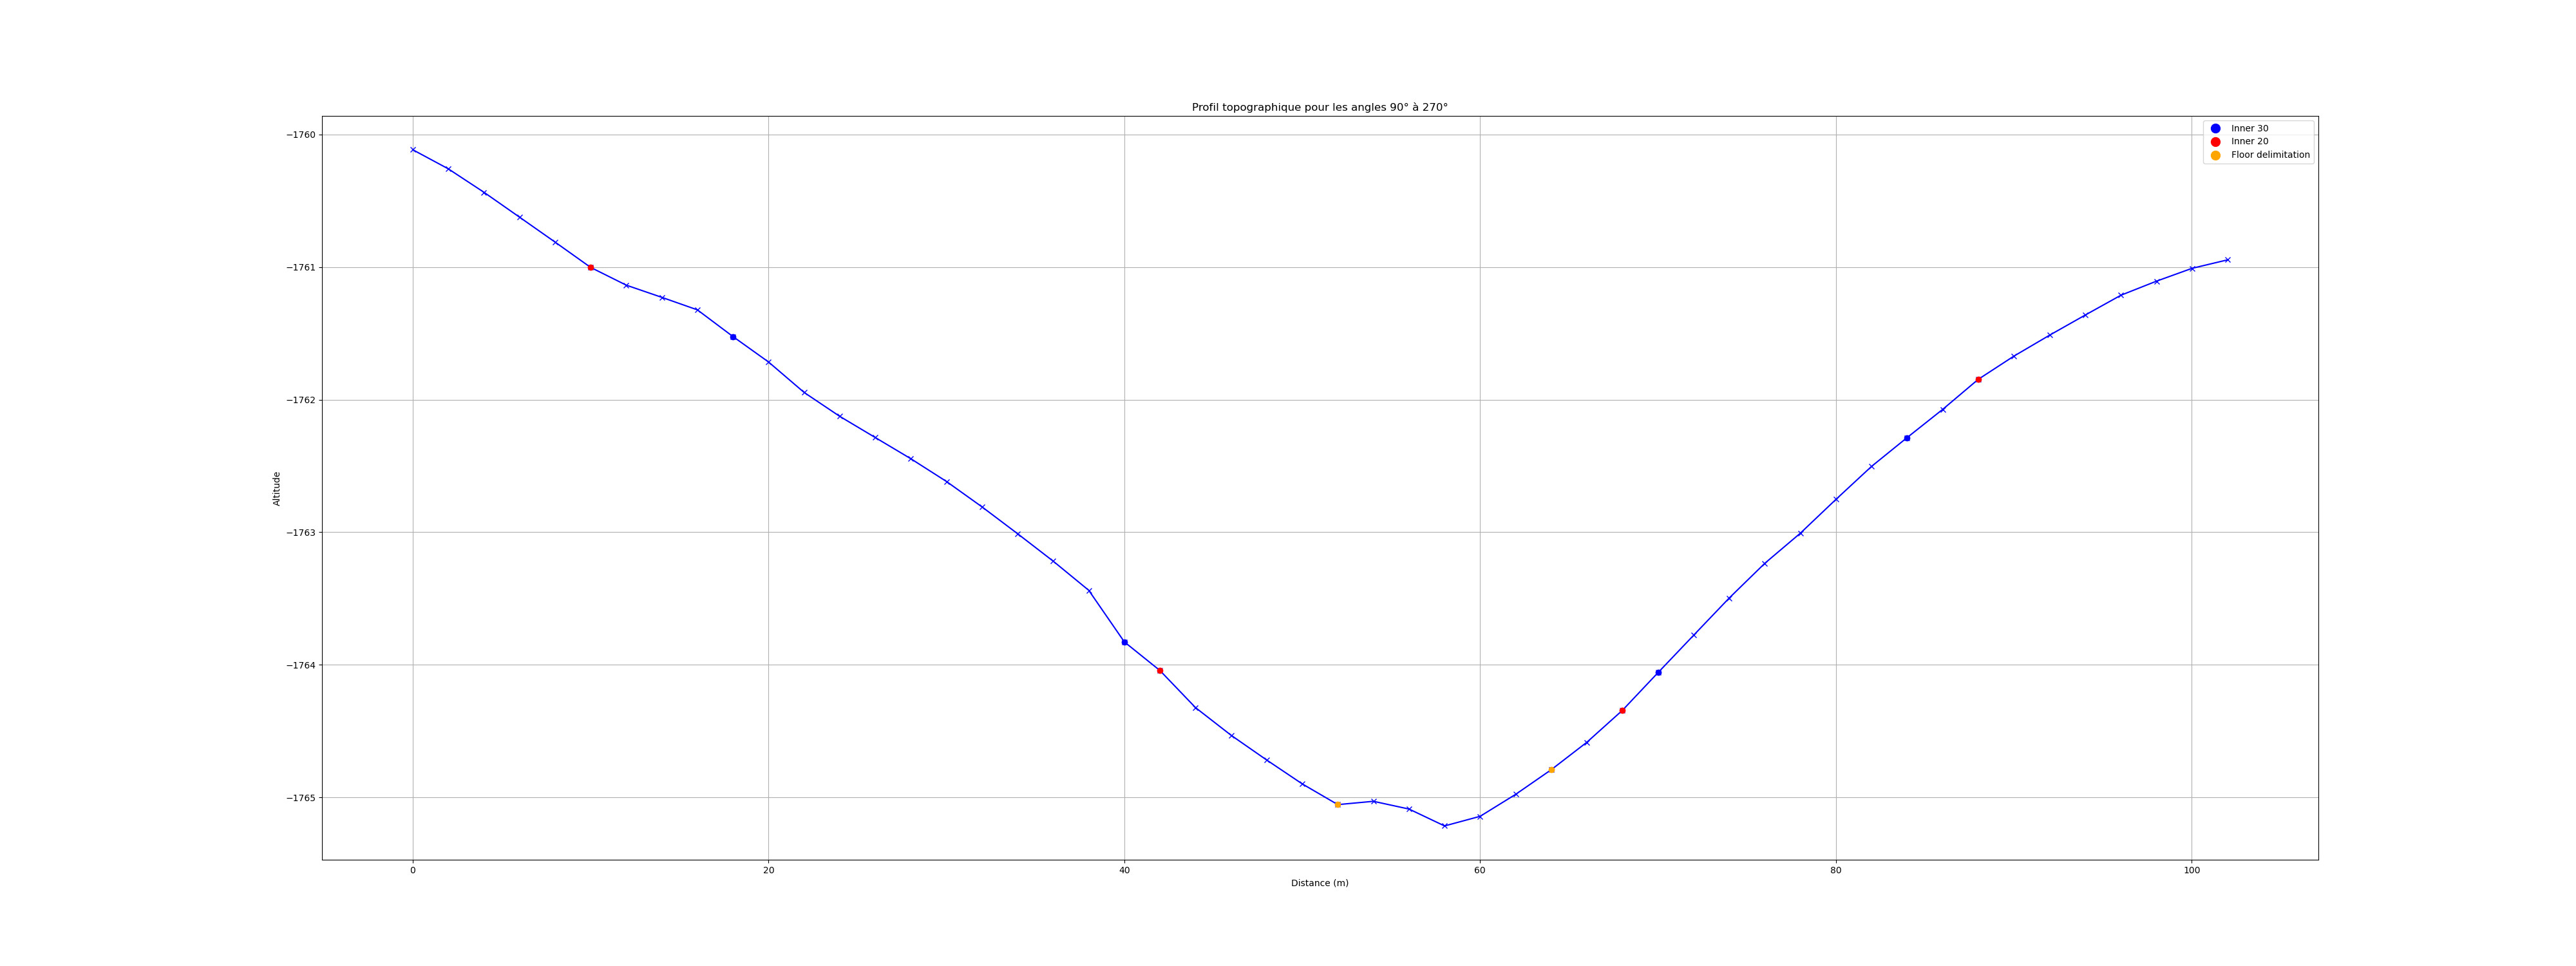 Profil topographique pour les angles 90° à 270°
Inner 30
Inner 20
Floor delimitation
Altitude
−1760
−1761
−1762
−1763
−1764
−1765
0 20 40 60 80 100
Distance (m)